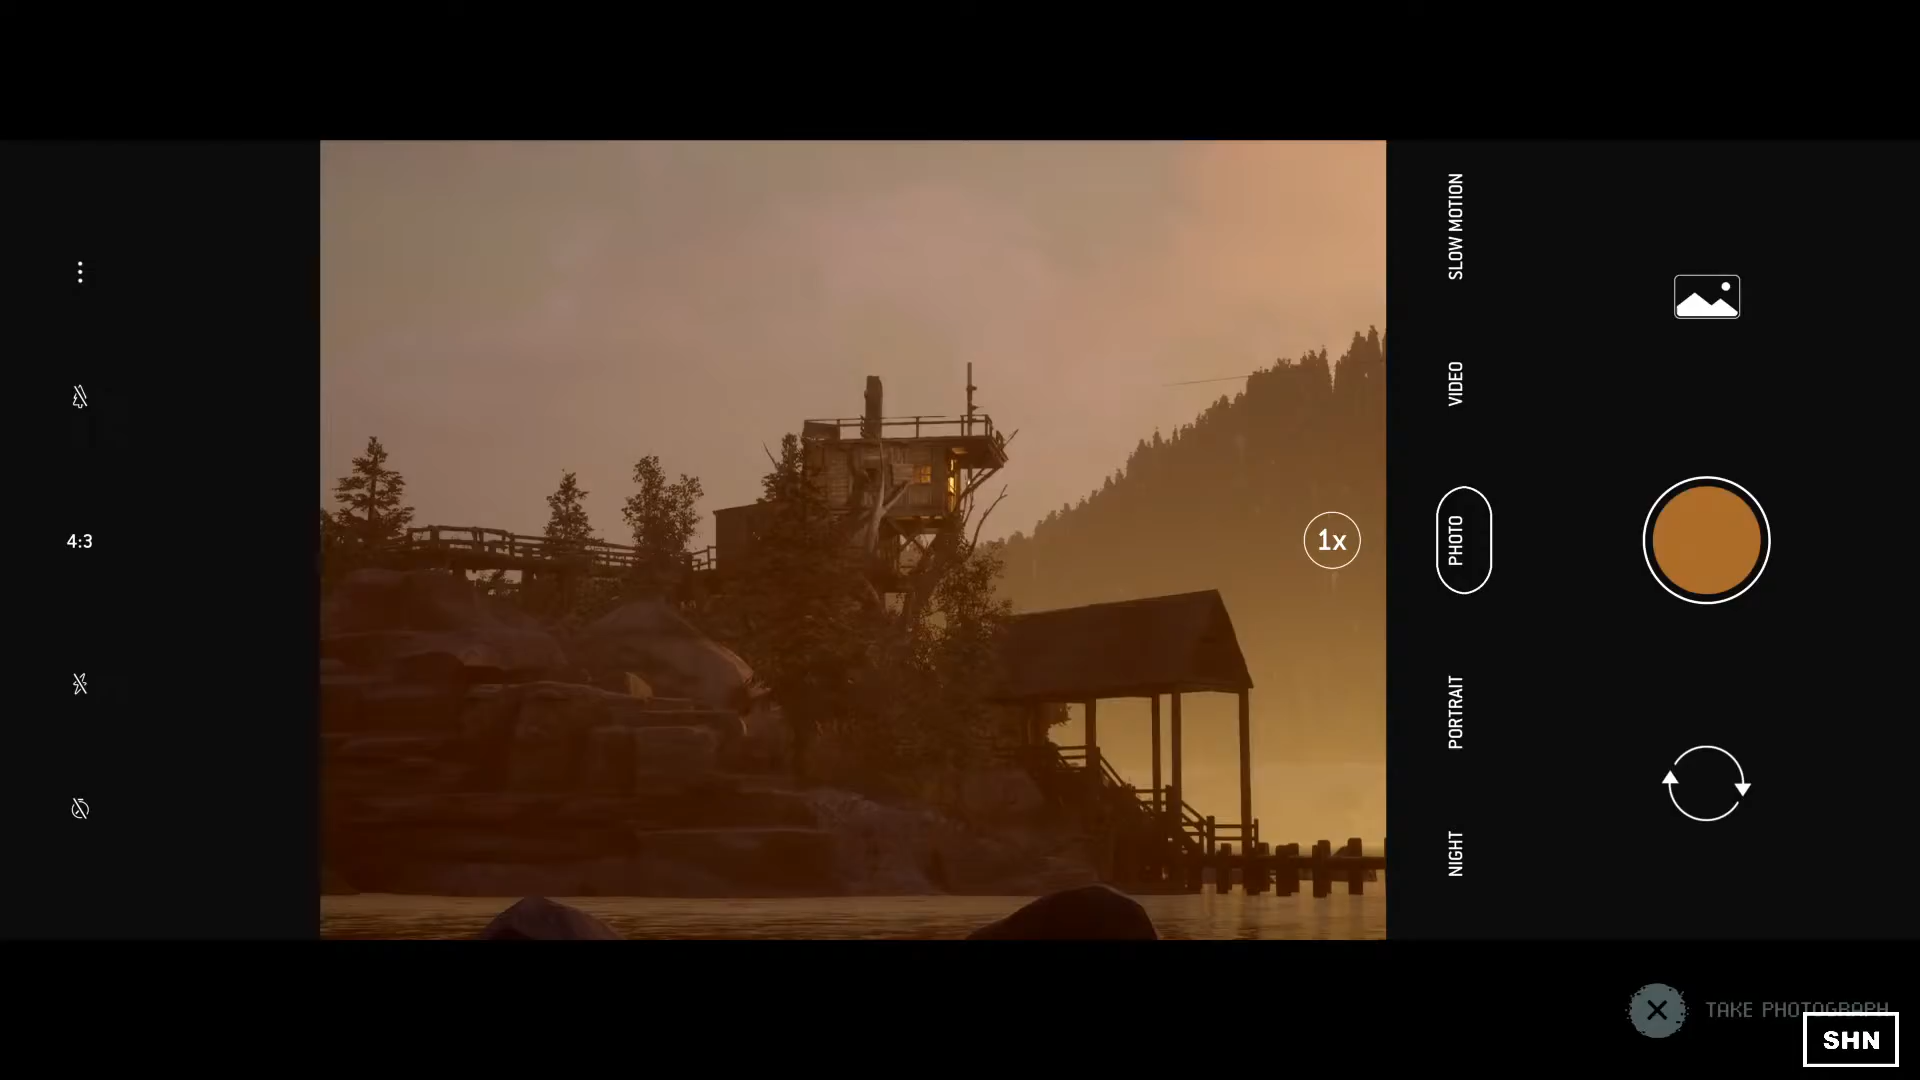 SLOW MOTION
VIDEO
4:3
1x
PHOTO
PORTRAIT
NIGHT
TAKE PHOTOGRAPH
SHN